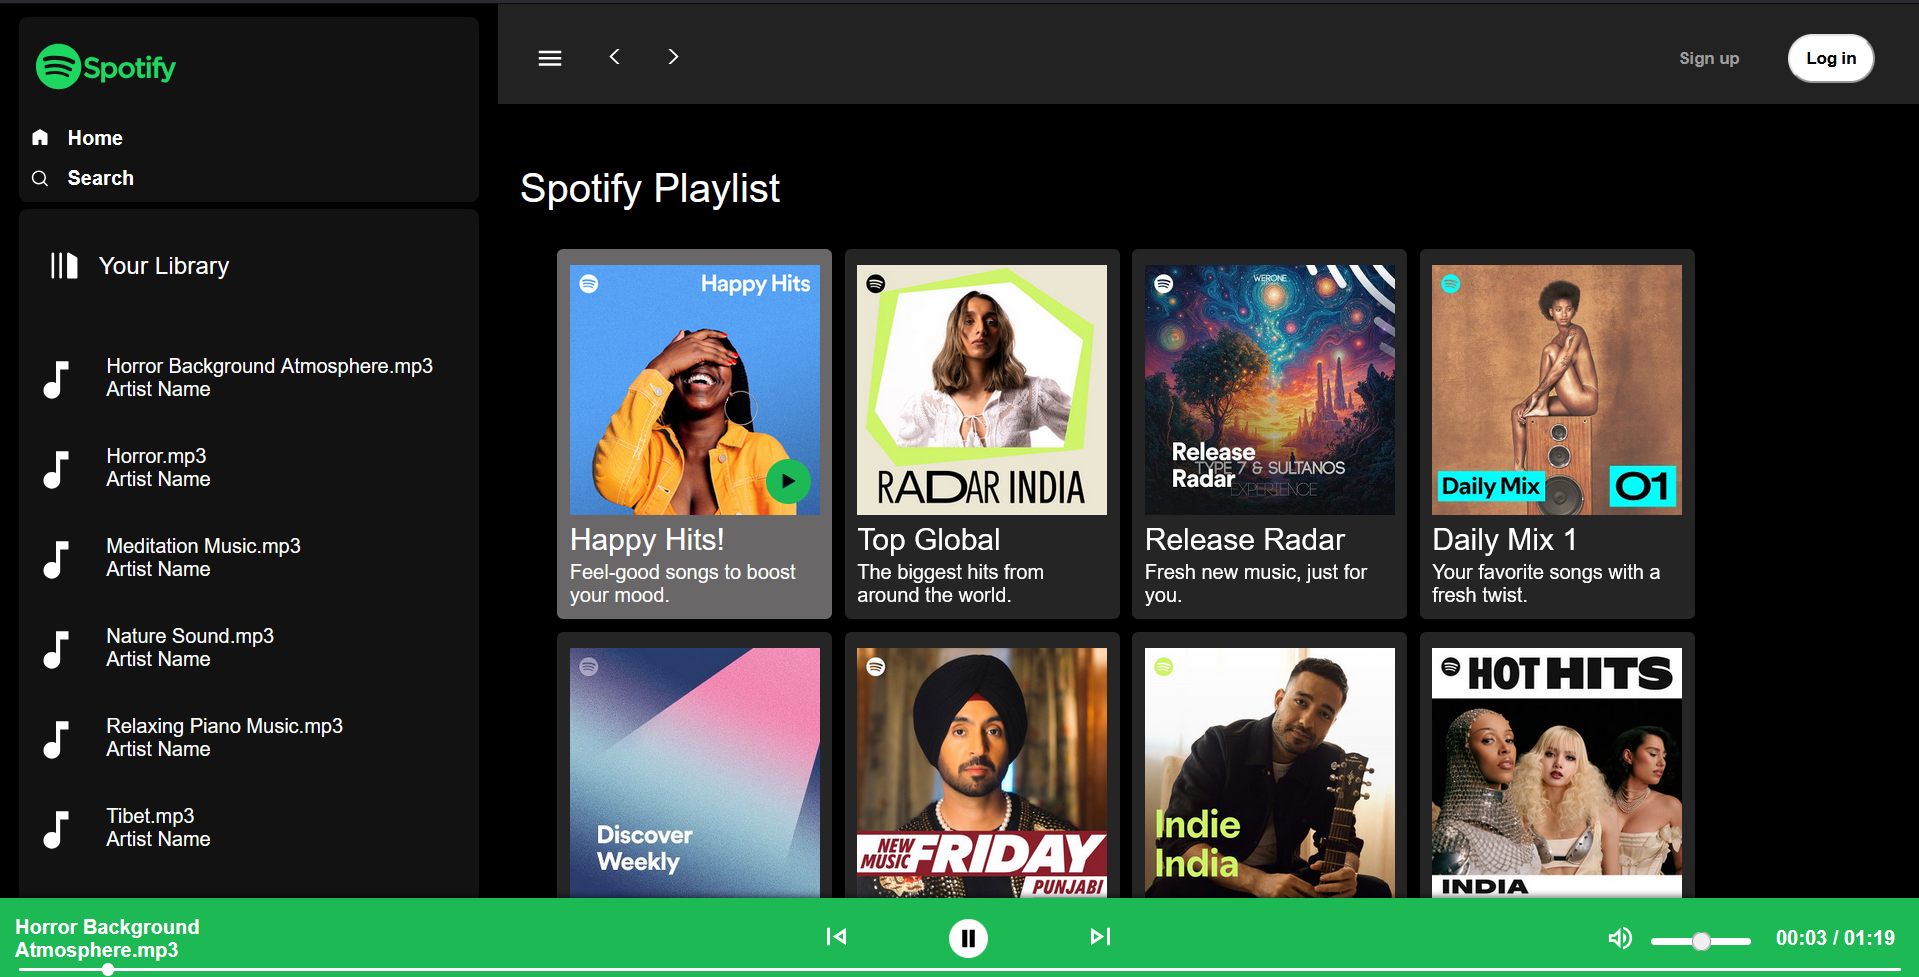 Spotify
Home
Search
Your Library
Horror Background Atmosphere.mp3
Artist Name
Horror.mp3
Artist Name
Meditation Music.mp3
Artist Name
Nature Sound.mp3
Artist Name
Relaxing Piano Music.mp3
Artist Name
Tibet.mp3
Artist Name
Sign up
Log in
Spotify Playlist
Happy Hits
Happy Hits!
Feel-good songs to boost
your mood.
RADAR INDIA
Top Global
The biggest hits from
around the world.
WERONE
Release
Radar
TYPE 7 & SULTANOS
EXPERIENCE
Release Radar
Fresh new music, just for
you.
Daily Mix
01
Daily Mix 1
Your favorite songs with a
fresh twist.
Discover
Weekly
NEW
MUSIC
FRIDAY
PUNJABI
Indie
India
HOT HITS
INDIA
Horror Background
Atmosphere.mp3
00:03 / 01:19